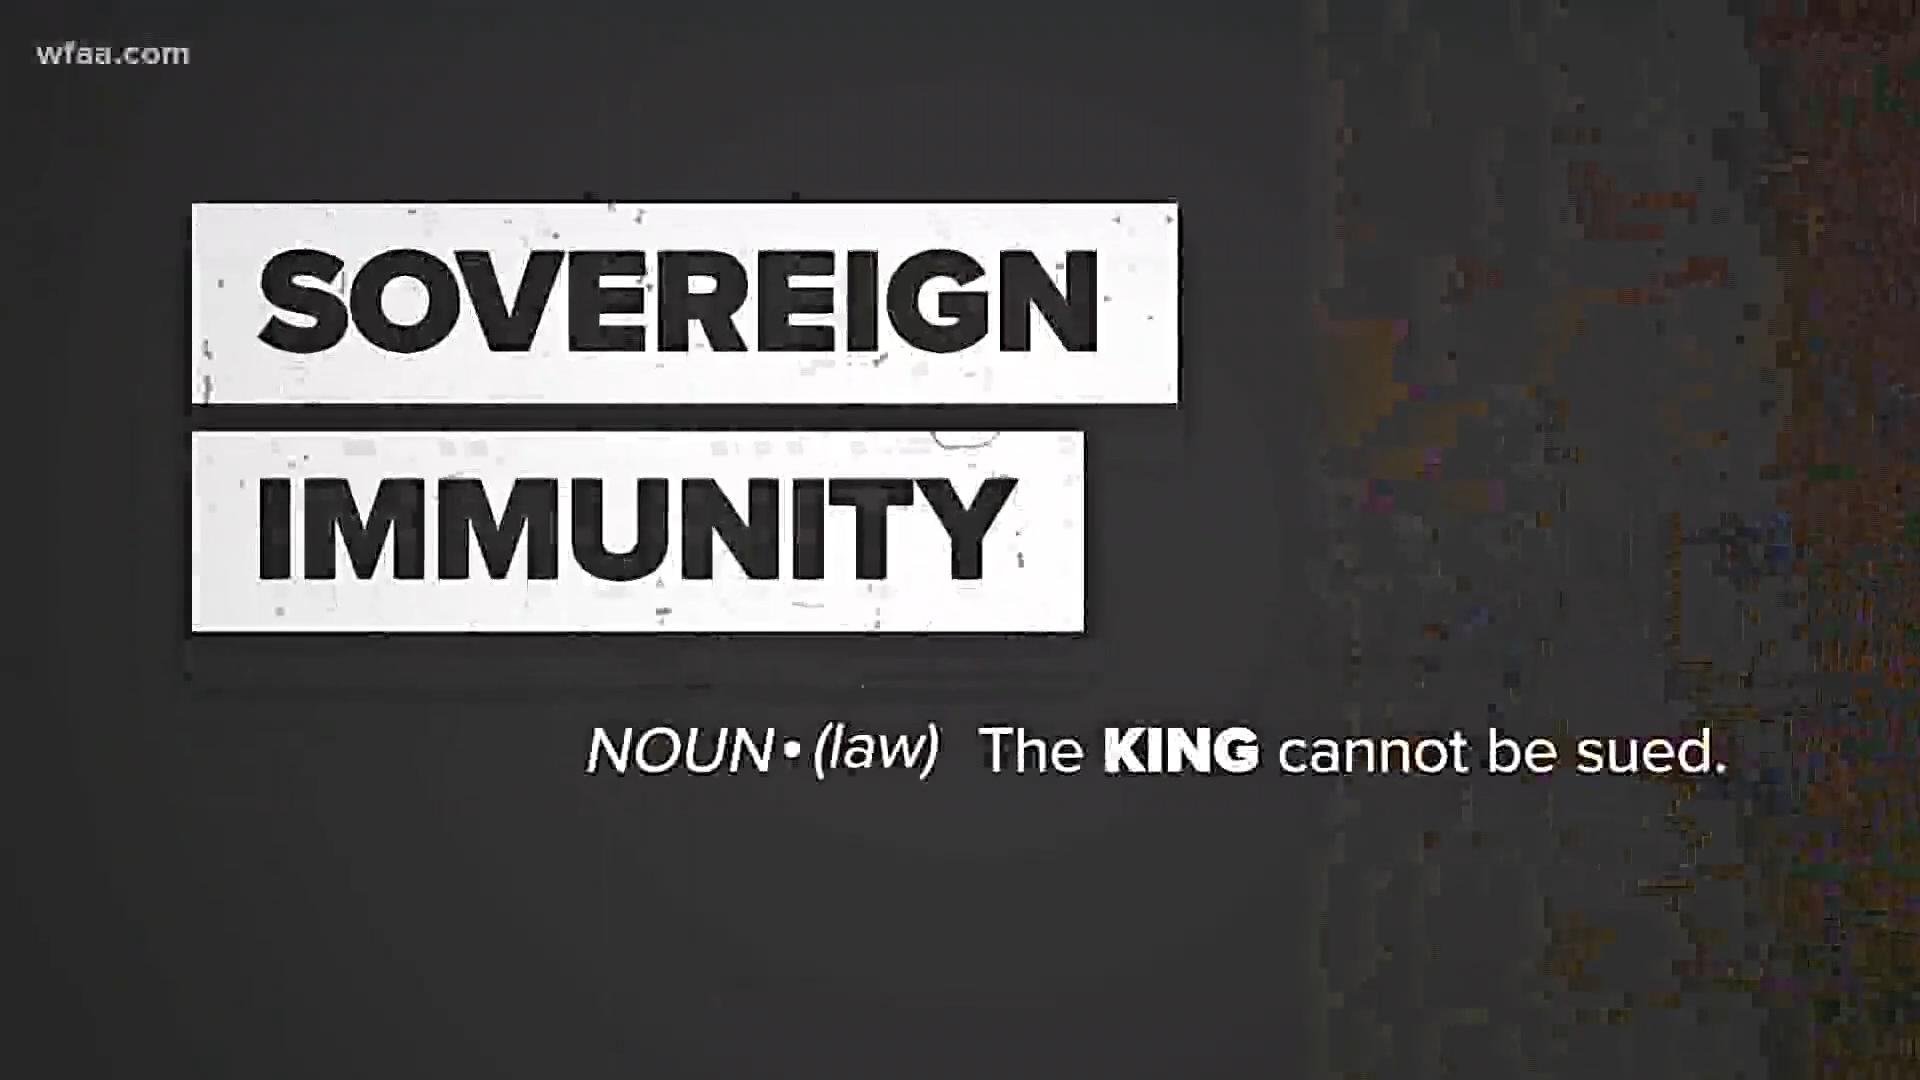 wfaa.com
SOVEREIGN
IMMUNITY
NOUN • (law) The KING cannot be sued.